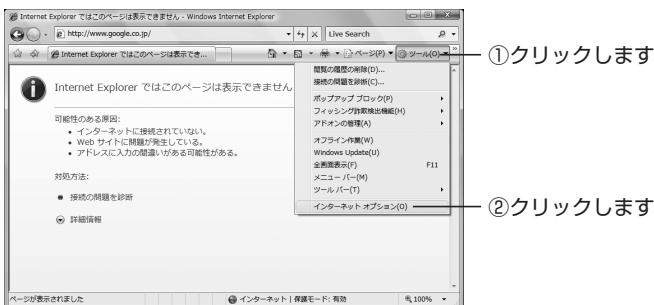 Internet Explorer ではこのページは表示できません - Windows Internet Explorer
http://www.google.co.jp/
Live Search
Internet Explorer ではこのページは表示でき...
ページ(P)
ツール(O)
①クリックします
Internet Explorer ではこのページは表示できません
可能性のある原因:
• インターネットに接続されていない。
• Web サイトに問題が発生している。
• アドレスに入力の間違いがある可能性がある。
対処方法:
接続の問題を診断
詳細情報
閲覧の履歴の削除(D)...
接続の問題を診断(C)...
ポップアップ ブロック(P)
フィッシング詐欺検出機能(H)
アドオンの管理(A)
オフライン作業(W)
Windows Update(U)
全画面表示(F) F11
メニュー バー(M)
ツール バー(T)
インターネット オプション(O)
②クリックします
ページが表示されました
インターネット | 保護モード: 有効
100%